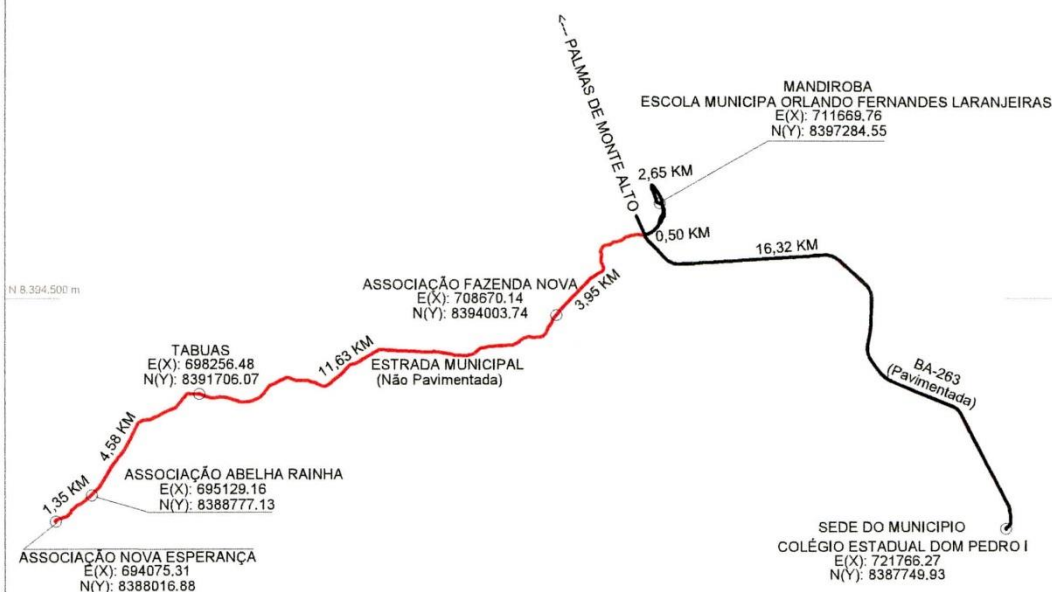 <--- PALMAS DE MONTE ALTO
MANDIROBA
ESCOLA MUNICIPA ORLANDO FERNANDES LARANJEIRAS
E(X): 711669.76
N(Y): 8397284.55
2,65 KM
0,50 KM
16,32 KM
N 8.394.500 m
ASSOCIAÇÃO FAZENDA NOVA
E(X): 708670.14
N(Y): 8394003.74
3,95 KM
TABUAS
E(X): 698256.48
N(Y): 8391706.07
11,63 KM
ESTRADA MUNICIPAL
(Não Pavimentada)
BA-263
(Pavimentada)
4,58 KM
ASSOCIAÇÃO ABELHA RAINHA
E(X): 695129.16
N(Y): 8388777.13
1,35 KM
ASSOCIAÇÃO NOVA ESPERANÇA
E(X): 694075.31
N(Y): 8388016.88
SEDE DO MUNICIPIO
COLÉGIO ESTADUAL DOM PEDRO I
E(X): 721766.27
N(Y): 8387749.93